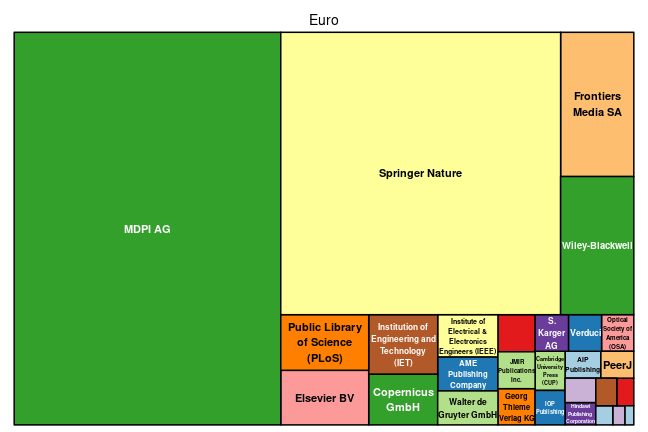 Euro
MDPI AG
Springer Nature
Frontiers
Media SA
Wiley-Blackwell
Public Library
of Science
(PLoS)
Elsevier BV
Institution of
Engineering and
Technology
(IET)
Copernicus
GmbH
Institute of
Electrical &
Electronics
Engineers (IEEE)
AME
Publishing
Company
Walter de
Gruyter GmbH
JMIR
Publications
Inc.
Georg
Thieme
Verlag KG
S.
Karger
AG
Verduci
Optical
Society of
America
(OSA)
Cambridge
University
Press
(CUP)
AIP
Publishing
PeerJ
IOP
Publishing
Hindawi
Publishing
Corporation